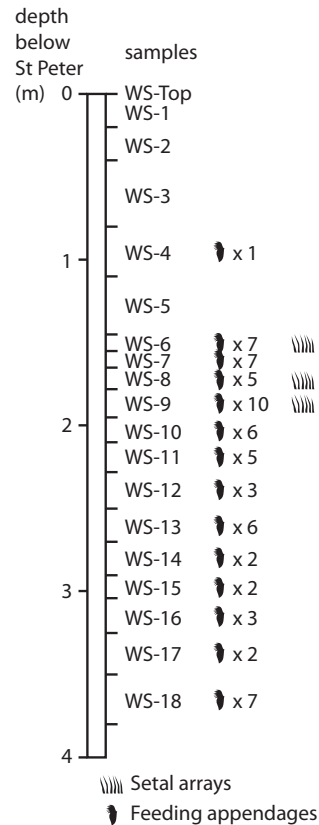 depth
below
St Peter
(m)
samples
0
WS-Top
WS-1
WS-2
WS-3
WS-4 x 1
1
WS-5
WS-6 x 7
WS-7 x 7
WS-8 x 5
WS-9 x 10
2
WS-10 x 6
WS-11 x 5
WS-12 x 3
WS-13 x 6
WS-14 x 2
WS-15 x 2
3
WS-16 x 3
WS-17 x 2
WS-18 x 7
4
Setal arrays
Feeding appendages